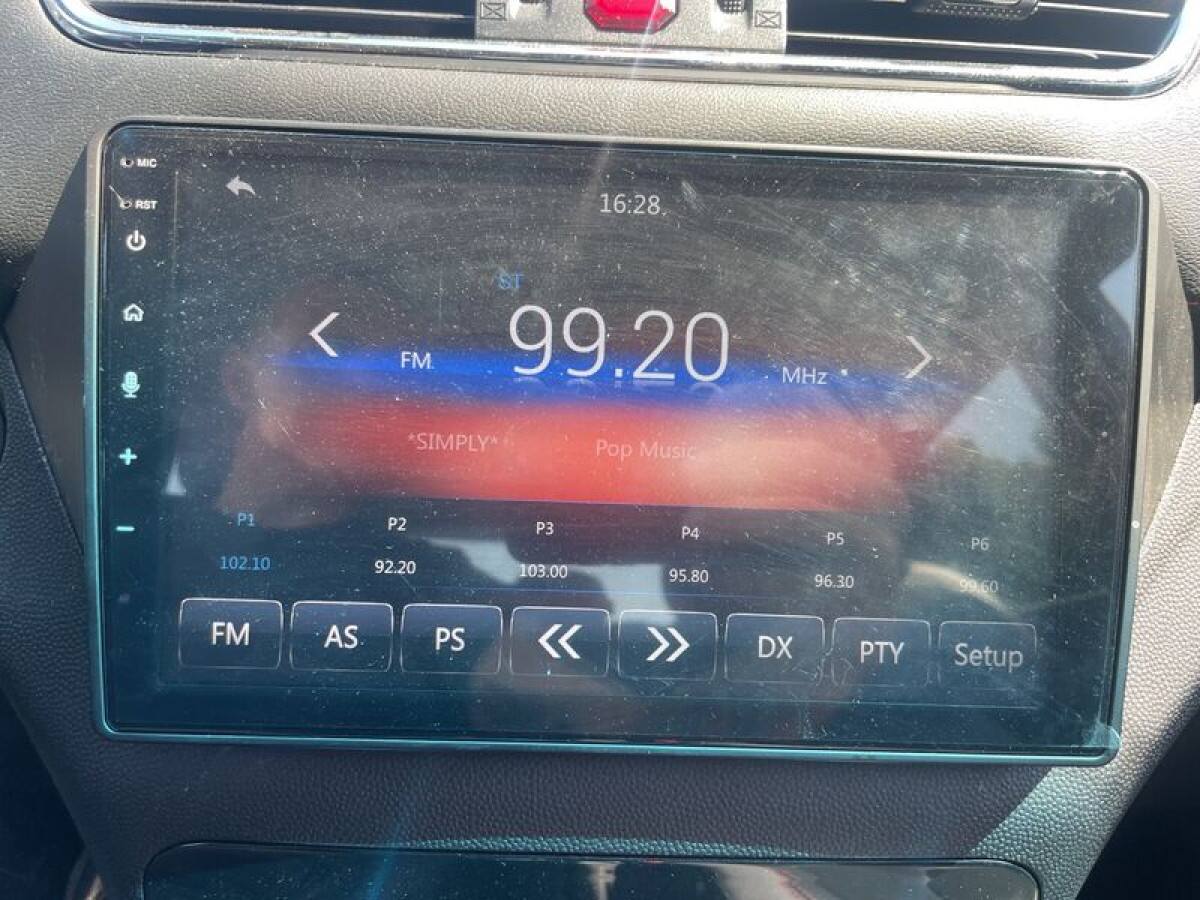 MIC
RST
16:28
ST
FM 99.20 MHz
*SIMPLY* Pop Music
P1 P2 P3 P4 P5 P6
102.10 92.20 103.00 95.80 96.30 99.60
FM AS PS DX PTY Setup